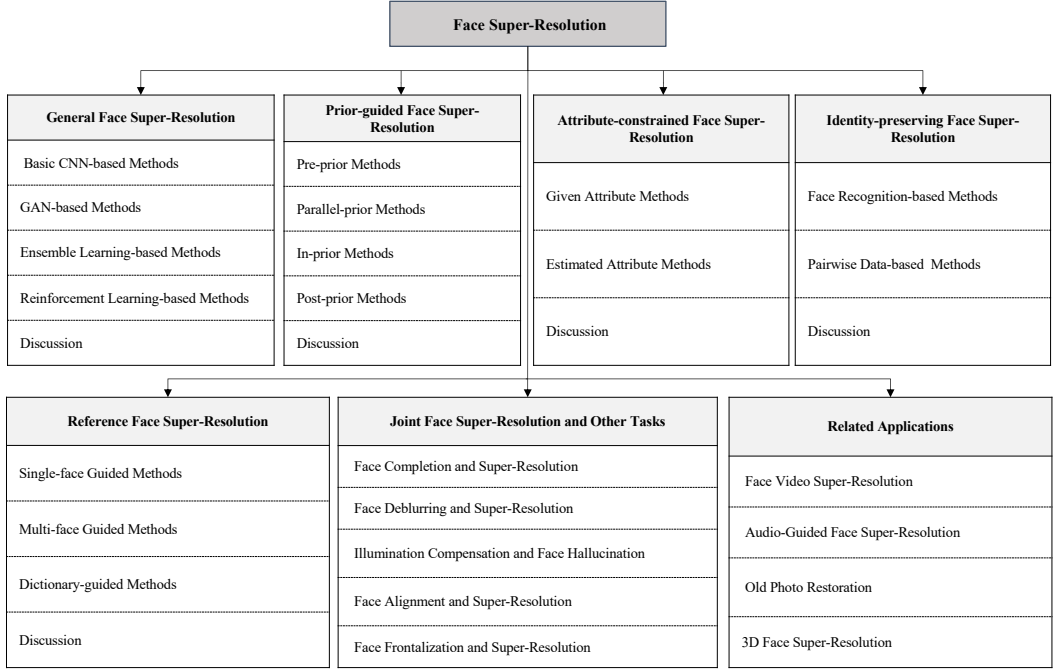 Face Super-Resolution
General Face Super-Resolution
Basic CNN-based Methods
GAN-based Methods
Ensemble Learning-based Methods
Reinforcement Learning-based Methods
Discussion
Prior-guided Face Super-
Resolution
Pre-prior Methods
Parallel-prior Methods
In-prior Methods
Post-prior Methods
Discussion
Attribute-constrained Face Super-
Resolution
Given Attribute Methods
Estimated Attribute Methods
Discussion
Identity-preserving Face Super-
Resolution
Face Recognition-based Methods
Pairwise Data-based Methods
Discussion
Reference Face Super-Resolution
Single-face Guided Methods
Multi-face Guided Methods
Dictionary-guided Methods
Discussion
Joint Face Super-Resolution and Other Tasks
Face Completion and Super-Resolution
Face Deblurring and Super-Resolution
Illumination Compensation and Face Hallucination
Face Alignment and Super-Resolution
Face Frontalization and Super-Resolution
Related Applications
Face Video Super-Resolution
Audio-Guided Face Super-Resolution
Old Photo Restoration
3D Face Super-Resolution